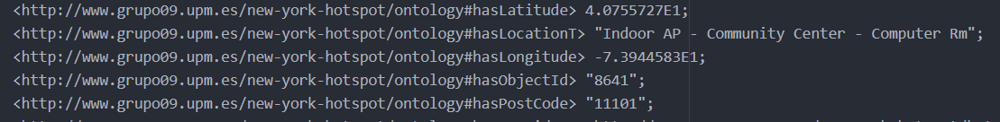 <http://www.grupo09.upm.es/new-york-hotspot/ontology#hasLatitude> 4.0755727E1;
<http://www.grupo09.upm.es/new-york-hotspot/ontology#hasLocationT> "Indoor AP - Community Center - Computer Rm";
<http://www.grupo09.upm.es/new-york-hotspot/ontology#hasLongitude> -7.3944583E1;
<http://www.grupo09.upm.es/new-york-hotspot/ontology#hasObjectId> "8641";
<http://www.grupo09.upm.es/new-york-hotspot/ontology#hasPostCode> "11101";